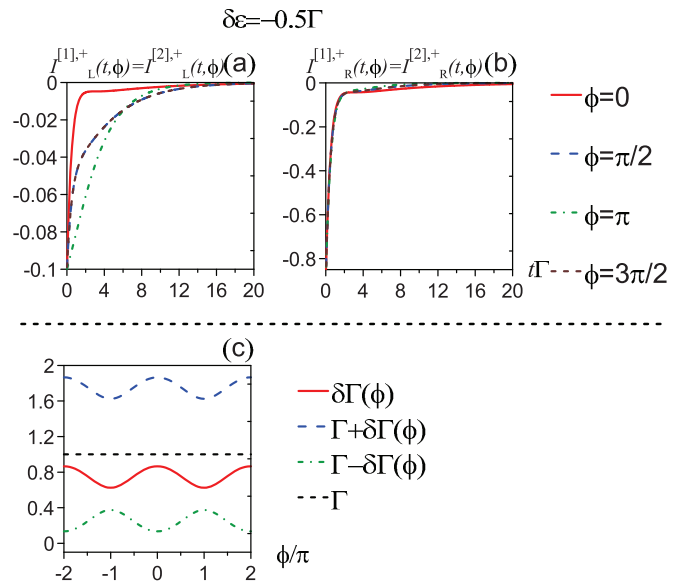 δε=−0.5Γ
I^[1],+_L(t,ϕ)=I^[2],+_L(t,ϕ) (a)
I^[1],+_R(t,ϕ)=I^[2],+_R(t,ϕ) (b)
0
-0.02
-0.04
-0.06
-0.08
-0.1
0 4 8 12 16 20
0
-0.2
-0.4
-0.6
-0.8
0 4 8 12 16 20
tΓ
ϕ=0
ϕ=π/2
ϕ=π
ϕ=3π/2
(c)
2
1.6
1.2
0.8
0.4
0
-2 -1 0 1 2
ϕ/π
δΓ(ϕ)
Γ+δΓ(ϕ)
Γ−δΓ(ϕ)
Γ